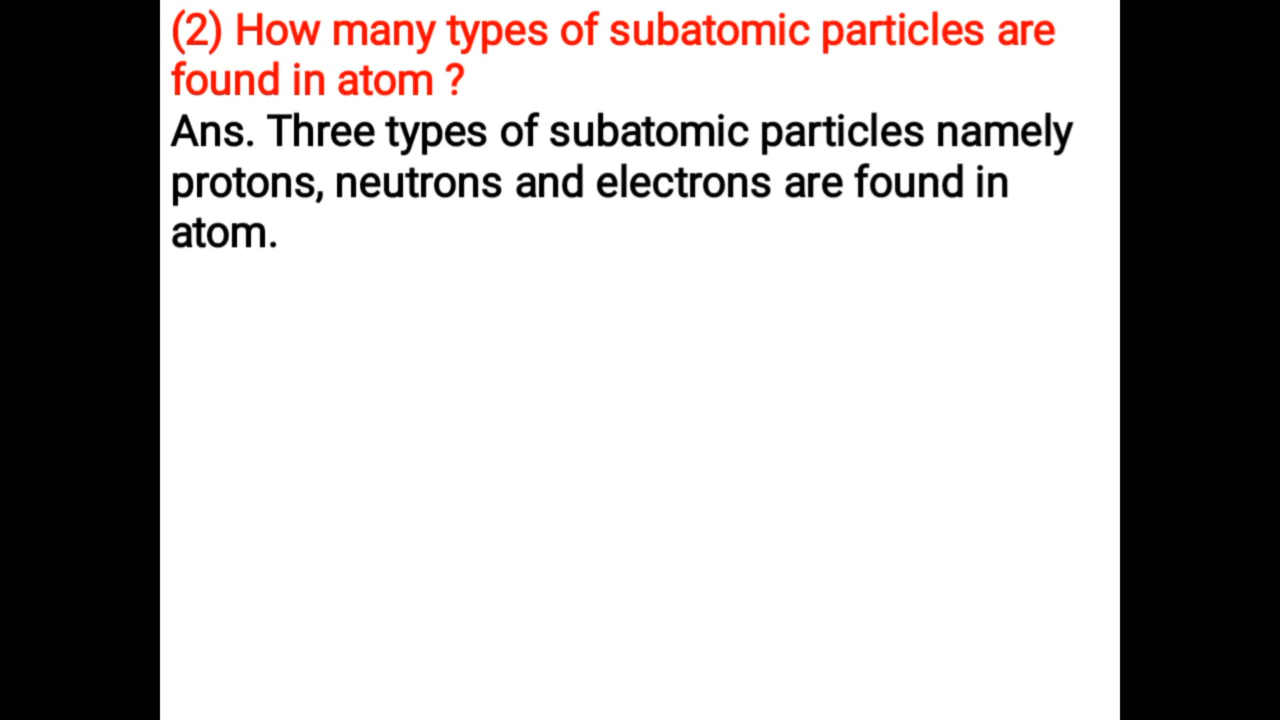 (2) How many types of subatomic particles are
found in atom ?
Ans. Three types of subatomic particles namely
protons, neutrons and electrons are found in
atom.